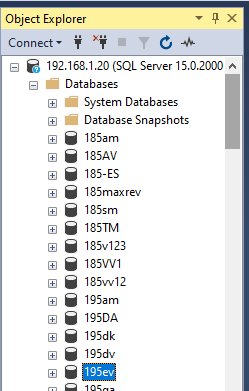 Object Explorer
Connect
192.168.1.20 (SQL Server 15.0.2000
Databases
System Databases
Database Snapshots
185am
185AV
185-ES
185maxrev
185sm
185TM
185v123
185VV1
185vv12
195am
195DA
195dk
195dv
195ev
195ga